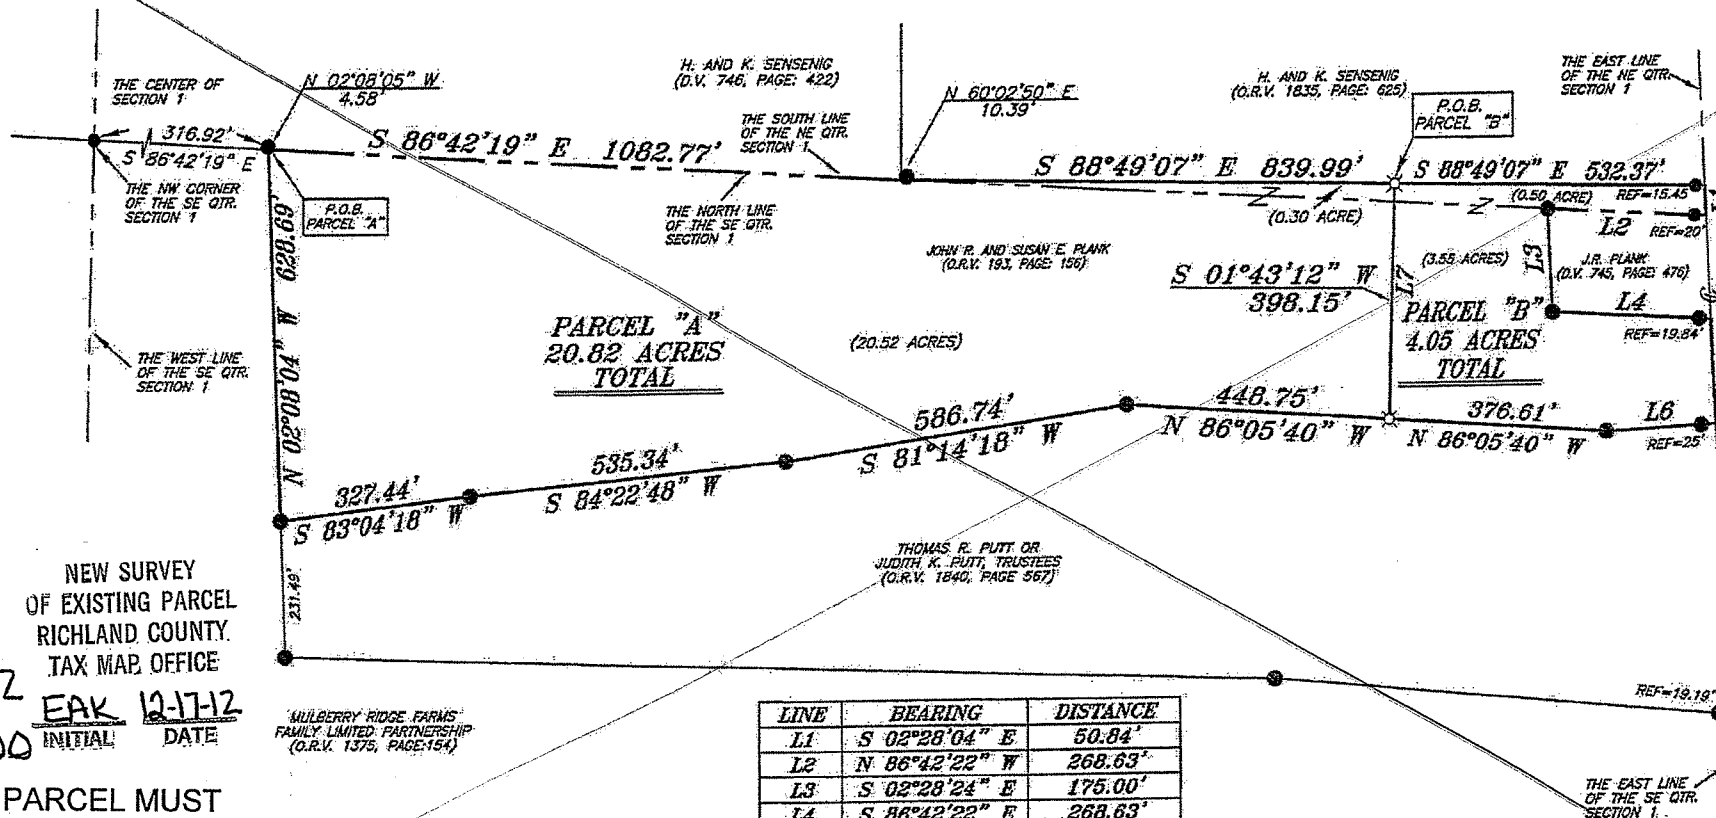 THE CENTER OF
SECTION 1
N 02°08'05" W
4.58'
H. AND K. SENSENIG
(D.V. 746, PAGE: 422)
N 60°02'50" E
10.39'
H. AND K. SENSENIG
(O.R.V. 1835, PAGE: 625)
P.O.B.
PARCEL "B"
THE EAST LINE
OF THE NE QTR.
SECTION 1
316.92'
S 86°42'19" E
S 86°42'19" E 1082.77'
THE SOUTH LINE
OF THE NE QTR.
SECTION 1
S 88°49'07" E 839.99'
S 88°49'07" E 532.37'
THE NW CORNER
OF THE SE QTR.
SECTION 1
P.O.B.
PARCEL "A"
THE NORTH LINE
OF THE SE QTR.
SECTION 1
(0.30 ACRE)
(0.50 ACRE)
REF=15.45'
L2
REF=20'
JOHN R. AND SUSAN E. PLANK
(O.R.V. 193, PAGE: 156)
(3.55 ACRES)
L3
J.R. PLANK
(D.V. 745, PAGE: 476)
S 01°43'12" W
398.15'
L7
L4
REF=19.84'
N 02°08'04" W 628.69'
PARCEL "A"
20.82 ACRES
TOTAL
(20.52 ACRES)
PARCEL "B"
4.05 ACRES
TOTAL
THE WEST LINE
OF THE SE QTR.
SECTION 1
327.44'
S 83°04'18" W
535.34'
S 84°22'48" W
586.74'
S 81°14'18" W
448.75'
N 86°05'40" W
376.61'
N 86°05'40" W
L6
REF=25'
231.49'
THOMAS R. PUTT OR
JUDITH K. PUTT, TRUSTEES
(O.R.V. 1840, PAGE 567)
NEW SURVEY
OF EXISTING PARCEL
RICHLAND COUNTY
TAX MAP OFFICE
EAK 12-17-12
INITIAL DATE
MULBERRY RIDGE FARMS
FAMILY LIMITED PARTNERSHIP
(O.R.V. 1375, PAGE:154)
PARCEL MUST
REF=19.19'
LINE BEARING DISTANCE
L1 S 02°28'04" E 50.84'
L2 N 86°42'22" W 268.63'
L3 S 02°28'24" E 175.00'
L4 S 86°42'22" E 268.63'
THE EAST LINE
OF THE SE QTR.
SECTION 1